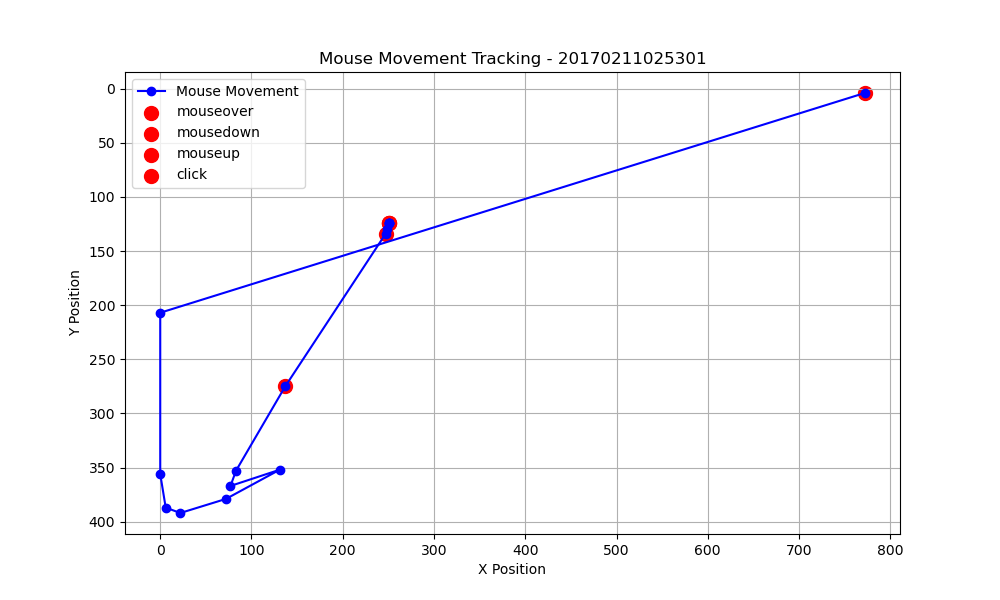 Mouse Movement Tracking - 20170211025301
Mouse Movement
mouseover
mousedown
mouseup
click
0
50
100
150
200
250
300
350
400
Y Position
0 100 200 300 400 500 600 700 800
X Position